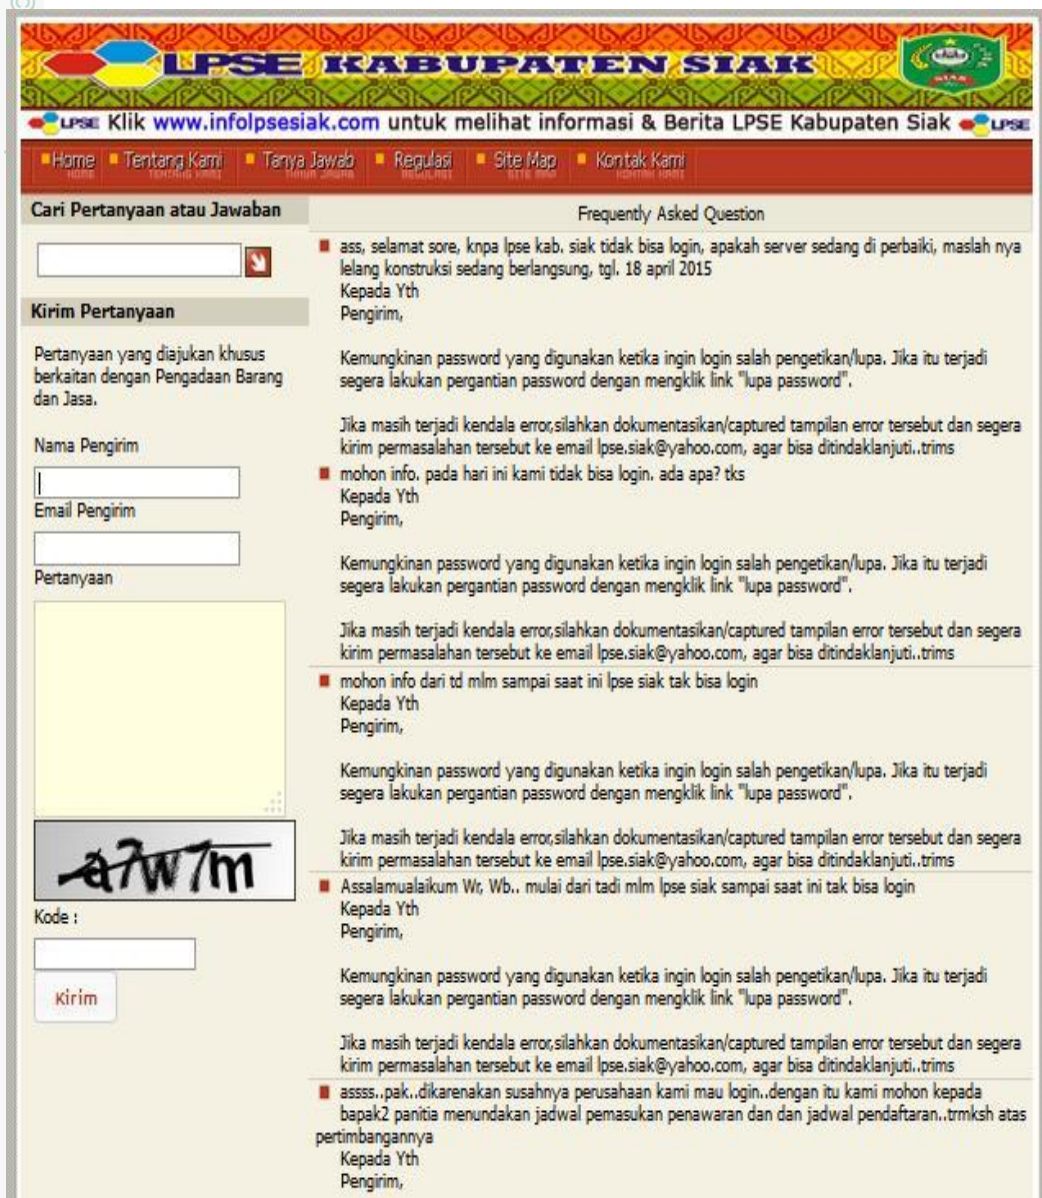 LPSE KABUPATEN SIAK
SIAK
LPSE Klik www.infolpsesiak.com untuk melihat informasi & Berita LPSE Kabupaten Siak LPSE
Home Tentang Kami Tanya Jawab Regulasi Site Map Kontak Kami
HOME TENTANG KAMI REGULASI SITE MAP KONTAK KAMI
Cari Pertanyaan atau Jawaban
Kirim Pertanyaan
Pertanyaan yang diajukan khusus
berkaitan dengan Pengadaan Barang
dan Jasa.
Nama Pengirim
Email Pengirim
Pertanyaan
a7w7m
Kode :
Kirim
Frequently Asked Question
ass, selamat sore, knpa lpse kab. siak tidak bisa login, apakah server sedang di perbaiki, maslah nya
lelang konstruksi sedang berlangsung, tgl. 18 april 2015
Kepada Yth
Pengirim,
Kemungkinan password yang digunakan ketika ingin login salah pengetikan/lupa. Jika itu terjadi
segera lakukan pergantian password dengan mengklik link "lupa password".
Jika masih terjadi kendala error,silahkan dokumentasikan/captured tampilan error tersebut dan segera
kirim permasalahan tersebut ke email lpse.siak@yahoo.com, agar bisa ditindaklanjuti..trims
mohon info. pada hari ini kami tidak bisa login. ada apa? tks
Kepada Yth
Pengirim,
Kemungkinan password yang digunakan ketika ingin login salah pengetikan/lupa. Jika itu terjadi
segera lakukan pergantian password dengan mengklik link "lupa password".
Jika masih terjadi kendala error,silahkan dokumentasikan/captured tampilan error tersebut dan segera
kirim permasalahan tersebut ke email lpse.siak@yahoo.com, agar bisa ditindaklanjuti..trims
mohon info dari td mlm sampai saat ini lpse siak tak bisa login
Kepada Yth
Pengirim,
Kemungkinan password yang digunakan ketika ingin login salah pengetikan/lupa. Jika itu terjadi
segera lakukan pergantian password dengan mengklik link "lupa password".
Jika masih terjadi kendala error,silahkan dokumentasikan/captured tampilan error tersebut dan segera
kirim permasalahan tersebut ke email lpse.siak@yahoo.com, agar bisa ditindaklanjuti..trims
Assalamualaikum Wr, Wb.. mulai dari tadi mlm lpse siak sampai saat ini tak bisa login
Kepada Yth
Pengirim,
Kemungkinan password yang digunakan ketika ingin login salah pengetikan/lupa. Jika itu terjadi
segera lakukan pergantian password dengan mengklik link "lupa password".
Jika masih terjadi kendala error,silahkan dokumentasikan/captured tampilan error tersebut dan segera
kirim permasalahan tersebut ke email lpse.siak@yahoo.com, agar bisa ditindaklanjuti..trims
assss..pak..dikarenakan susahnya perusahaan kami mau login..dengan itu kami mohon kepada
bapak2 panitia menundakan jadwal pemasukan penawaran dan dan jadwal pendaftaran..trmksh atas
pertimbangannya
Kepada Yth
Pengirim,